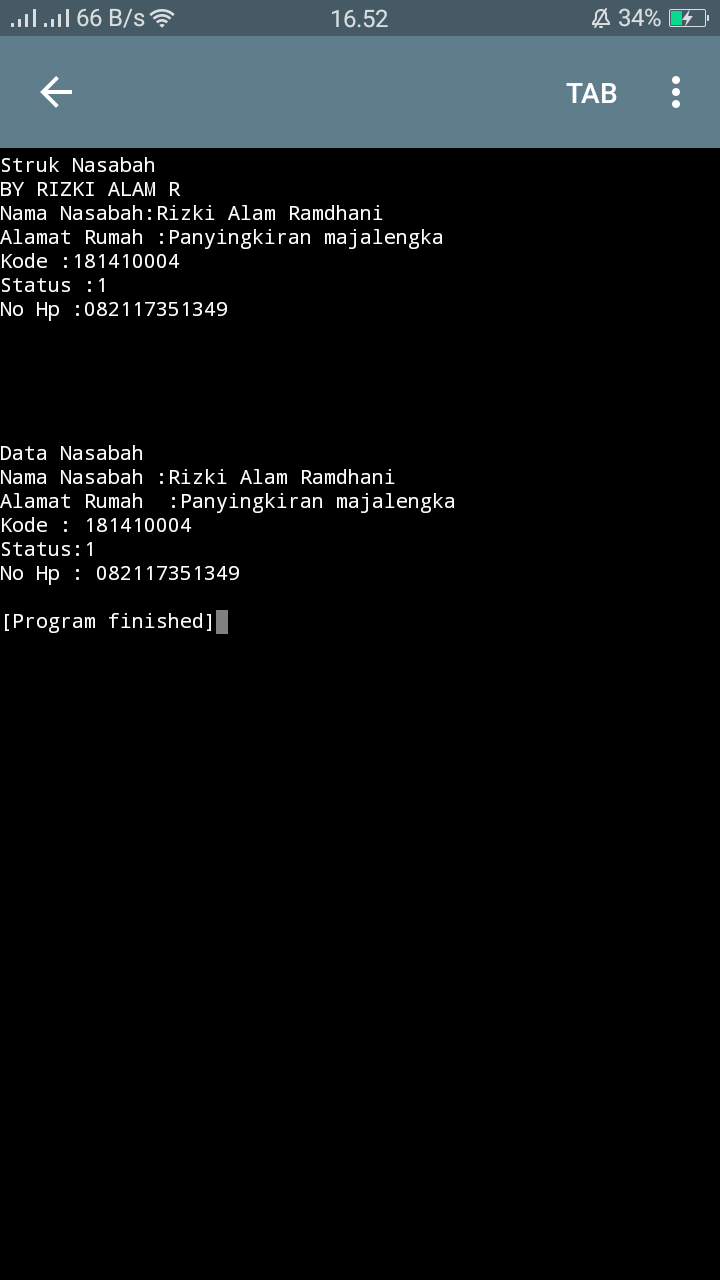 66 B/s 16.52 34%
TAB
Struk Nasabah
BY RIZKI ALAM R
Nama Nasabah:Rizki Alam Ramdhani
Alamat Rumah :Panyingkiran majalengka
Kode :181410004
Status :1
No Hp :082117351349
Data Nasabah
Nama Nasabah :Rizki Alam Ramdhani
Alamat Rumah  :Panyingkiran majalengka
Kode : 181410004
Status:1
No Hp : 082117351349
[Program finished]